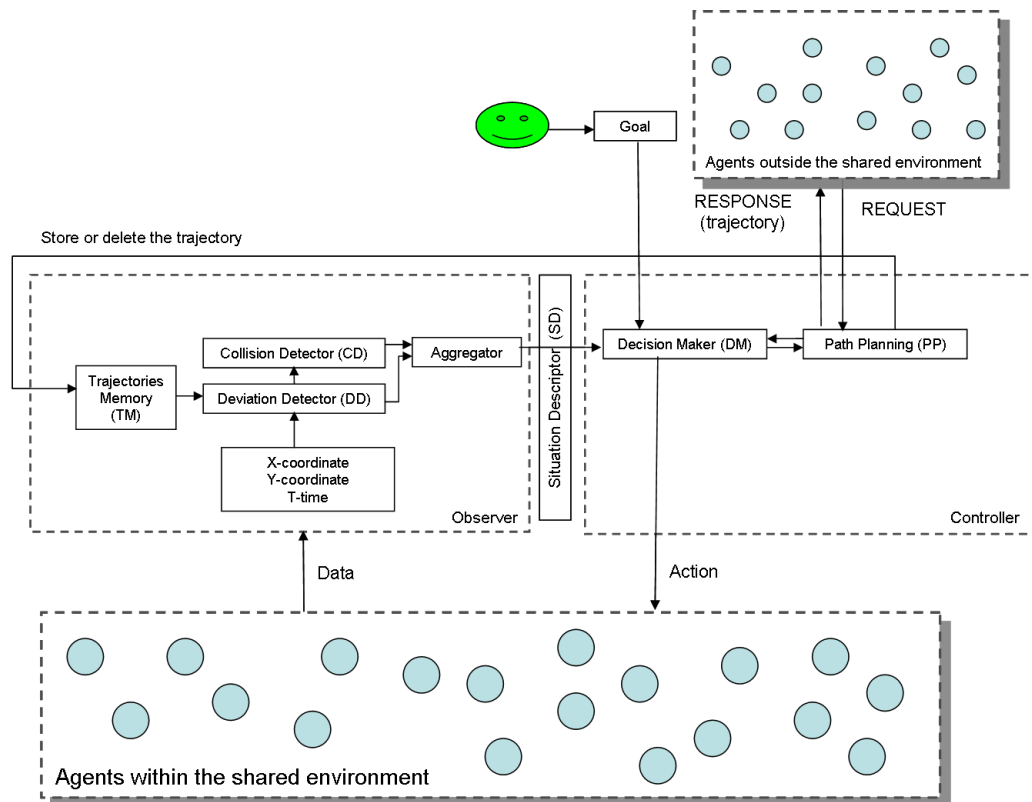 Goal
Agents outside the shared environment
RESPONSE
(trajectory)
REQUEST
Store or delete the trajectory
Collision Detector (CD)
Aggregator
Trajectories
Memory
(TM)
Deviation Detector (DD)
X-coordinate
Y-coordinate
T-time
Observer
Situation Descriptor (SD)
Decision Maker (DM)
Path Planning (PP)
Controller
Data
Action
Agents within the shared environment